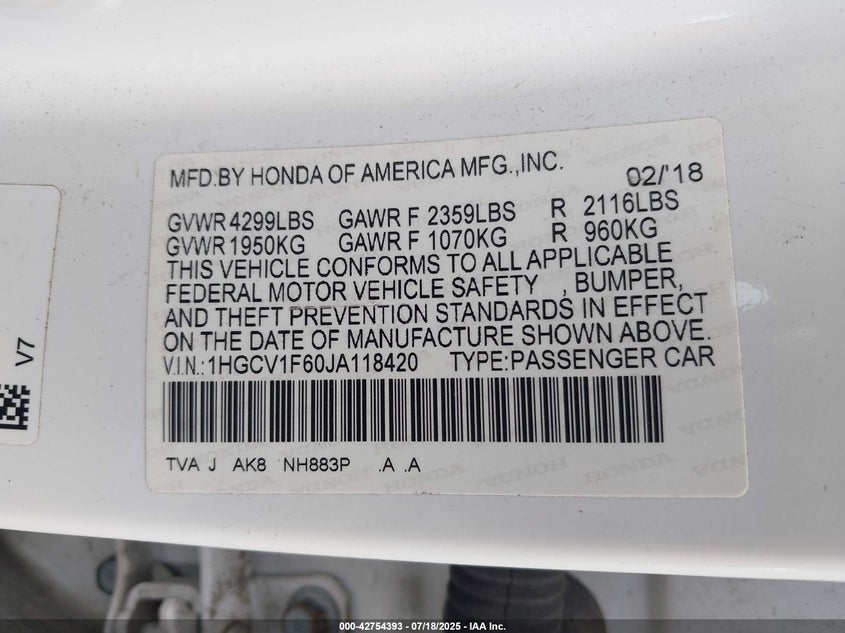 MFD.BY HONDA OF AMERICA MFG.,INC. 02/'18
GVWR 4299LBS GAWR F 2359LBS R 2116LBS
GVWR 1950KG GAWR F 1070KG R 960KG
THIS VEHICLE CONFORMS TO ALL APPLICABLE
FEDERAL MOTOR VEHICLE SAFETY , BUMPER,
AND THEFT PREVENTION STANDARDS IN EFFECT
ON THE DATE OF MANUFACTURE SHOWN ABOVE.
V.I.N.:1HGCV1F60JA118420 TYPE:PASSENGER CAR
TVA J AK8 NH883P .A .A
V7
000-42754393 - 07/18/2025 - IAA Inc.